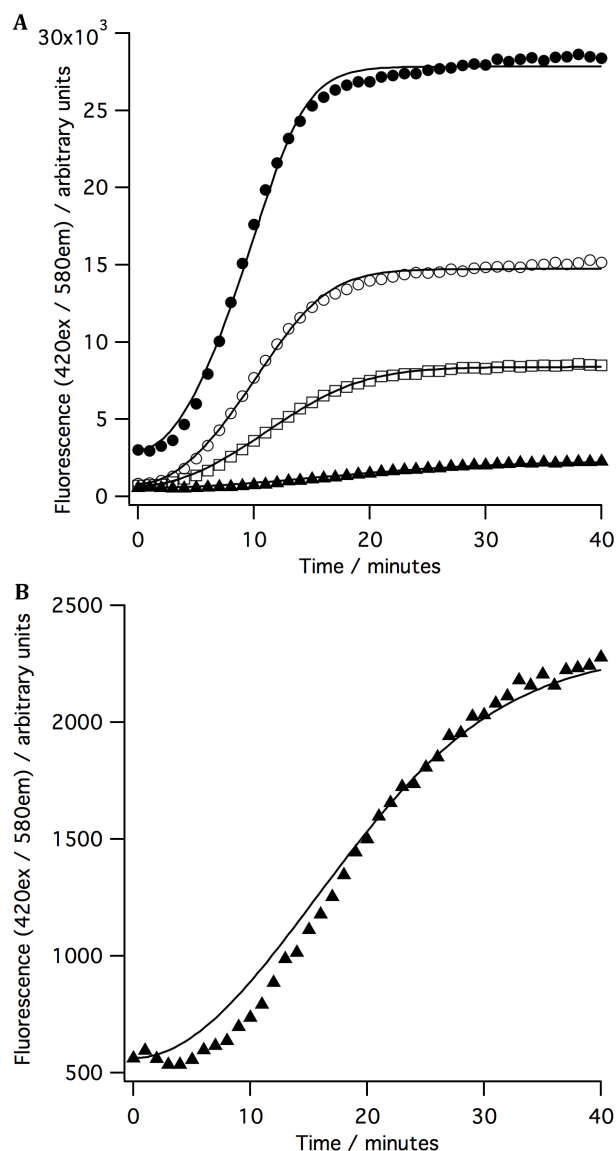 A
30x10³
25
20
15
10
5
0
Fluorescence (420ex / 580em) / arbitrary units
0 10 20 30 40
Time / minutes
B
2500
2000
1500
1000
500
Fluorescence (420ex / 580em) / arbitrary units
0 10 20 30 40
Time / minutes